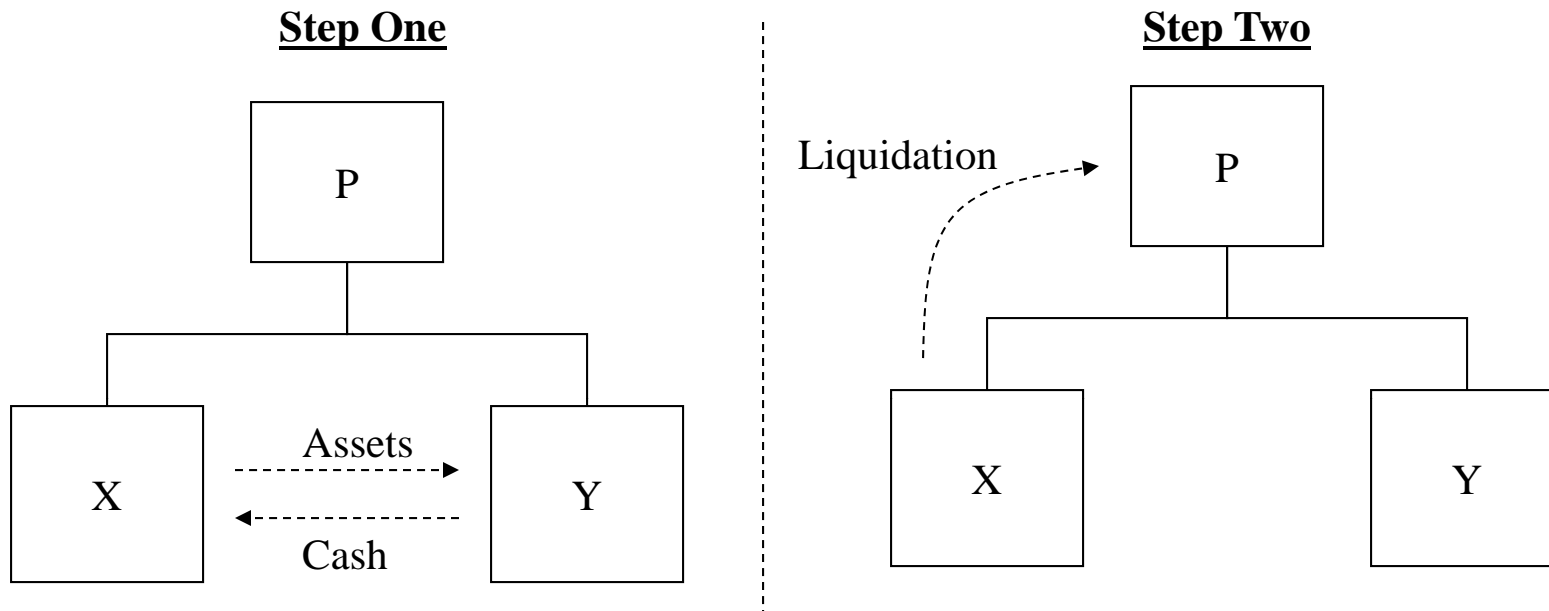 Step One
P
X
Assets
Cash
Y
Step Two
Liquidation
P
X
Y